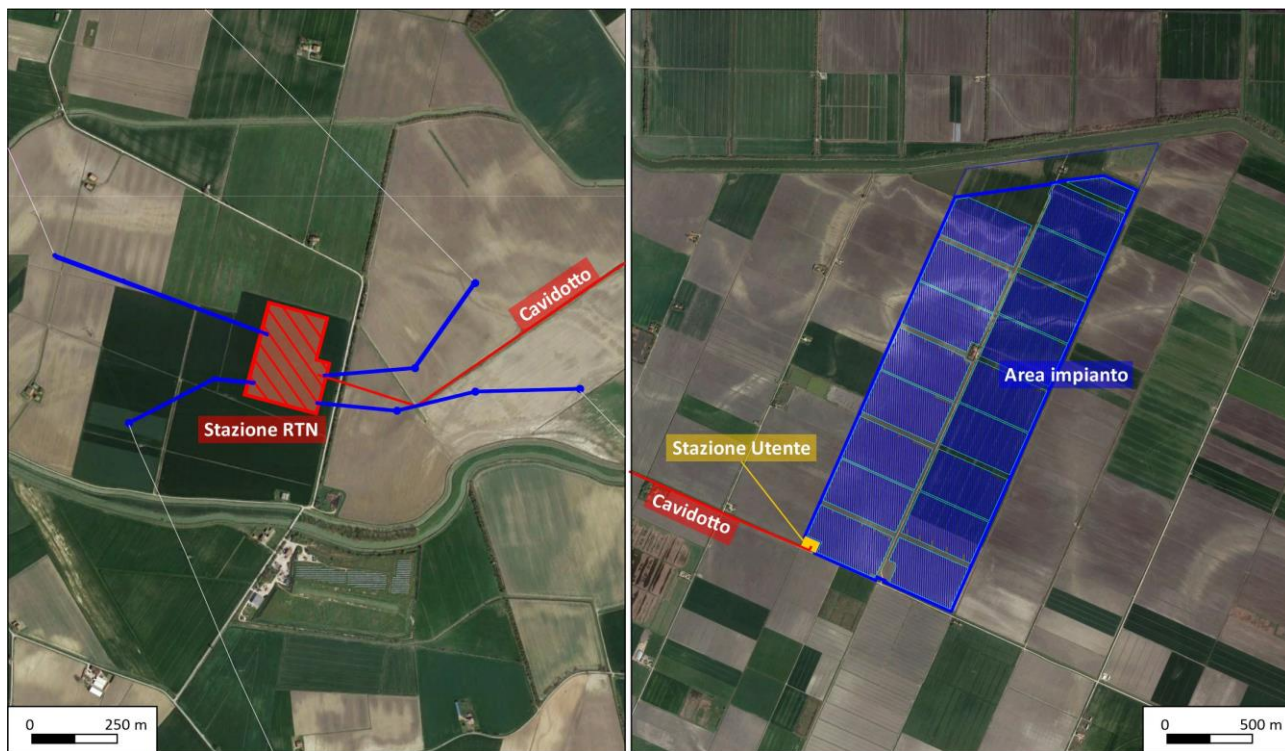 Cavidotto
Stazione RTN
0 250 m
Area impianto
Stazione Utente
Cavidotto
0 500 m